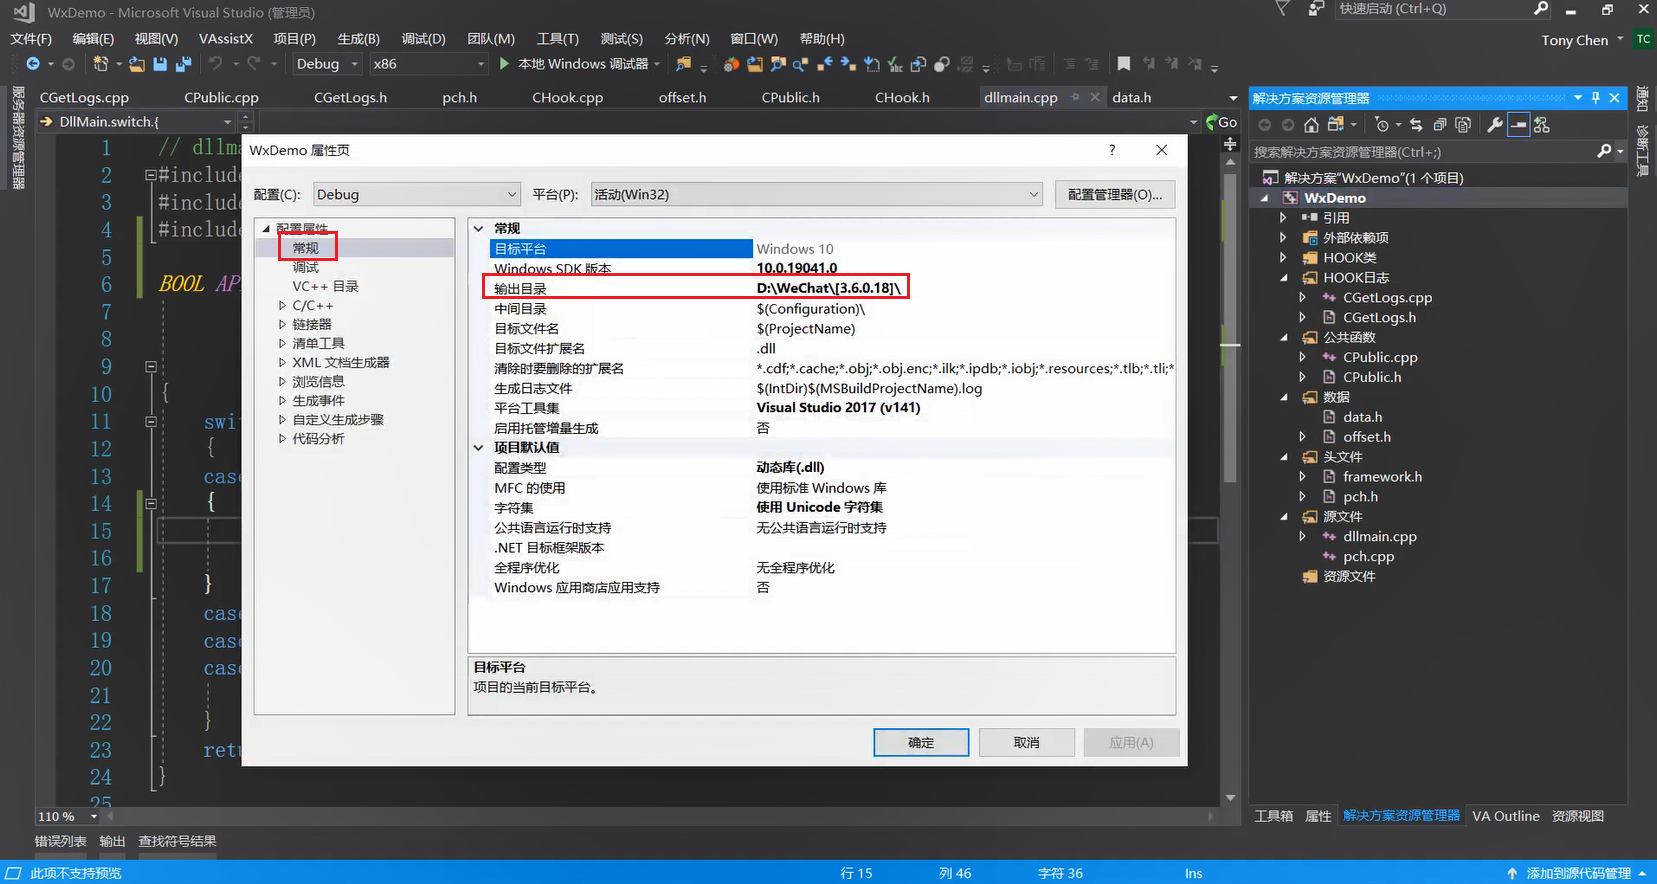 WxDemo - Microsoft Visual Studio (管理员)
快速启动 (Ctrl+Q)
文件(F) 编辑(E) 视图(V) VAssistX 项目(P) 生成(B) 调试(D) 团队(M) 工具(T) 测试(S) 分析(N) 窗口(W) 帮助(H)
Tony Chen TC
Debug x86 本地 Windows 调试器
服务器资源管理器
CGetLogs.cpp CPublic.cpp CGetLogs.h pch.h CHook.cpp offset.h CPublic.h CHook.h dllmain.cpp data.h
DllMain.switch.{
Go
1 // dllma
2 #include
3 #include
4 #include
5
6 BOOL AP
7
8
9
10 {
11 swi
12 {
13 case
14 {
15
16
17 }
18 case
19 case
20 case
21
22 }
23 retu
24 }
25
WxDemo 属性页
?
配置(C): Debug 平台(P): 活动(Win32) 配置管理器(O)...
配置属性
常规
调试
VC++ 目录
C/C++
链接器
清单工具
XML 文档生成器
浏览信息
生成事件
自定义生成步骤
代码分析
常规
目标平台 Windows 10
Windows SDK 版本 10.0.19041.0
输出目录 D:\WeChat\[3.6.0.18]\
中间目录 $(Configuration)\
目标文件名 $(ProjectName)
目标文件扩展名 .dll
清除时要删除的扩展名 *.cdf;*.cache;*.obj;*.obj.enc;*.ilk;*.ipdb;*.iobj;*.resources;*.tlb;*.tli;*
生成日志文件 $(IntDir)$(MSBuildProjectName).log
平台工具集 Visual Studio 2017 (v141)
启用托管增量生成 否
项目默认值
配置类型 动态库(.dll)
MFC 的使用 使用标准 Windows 库
字符集 使用 Unicode 字符集
公共语言运行时支持 无公共语言运行时支持
.NET 目标框架版本
全程序优化 无全程序优化
Windows 应用商店应用支持 否
目标平台
项目的当前目标平台。
确定 取消 应用(A)
解决方案资源管理器
搜索解决方案资源管理器(Ctrl+;)
解决方案"WxDemo"(1 个项目)
WxDemo
引用
外部依赖项
HOOK类
HOOK日志
CGetLogs.cpp
CGetLogs.h
公共函数
CPublic.cpp
CPublic.h
数据
data.h
offset.h
头文件
framework.h
pch.h
源文件
dllmain.cpp
pch.cpp
资源文件
通知
诊断工具
110 %
工具箱 属性 解决方案资源管理器 VA Outline 资源视图
错误列表 输出 查找符号结果
此项不支持预览 行 15 列 46 字符 36 Ins 添加到源代码管理